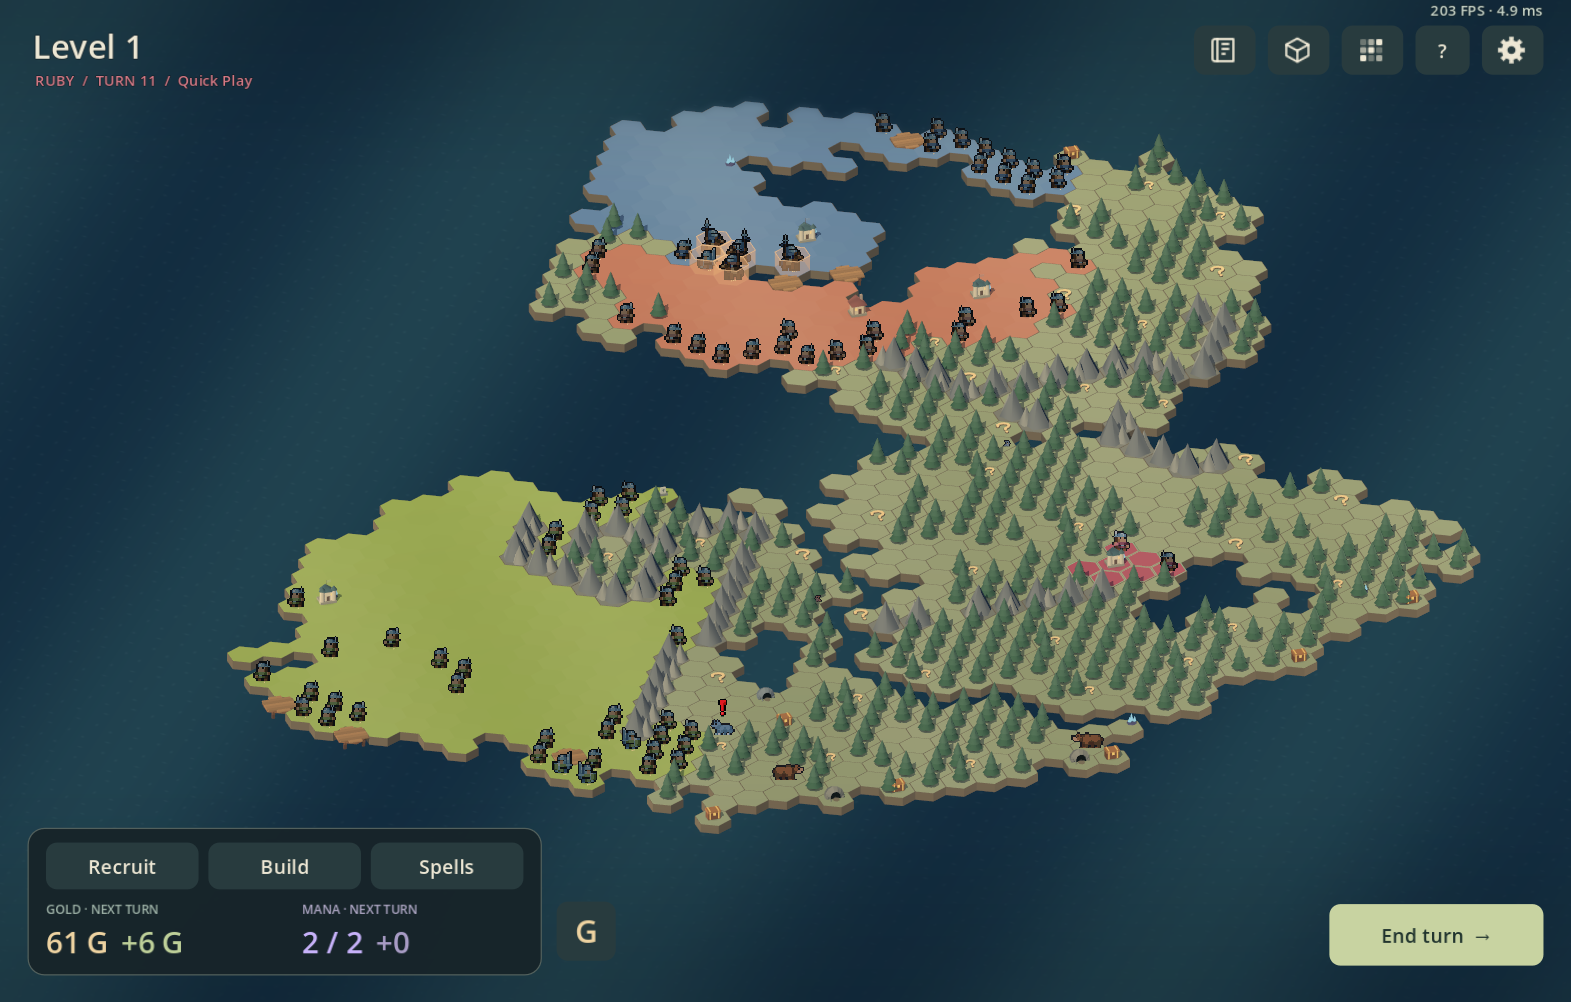 203 FPS · 4.9 ms
Level 1
RUBY / TURN 11 / Quick Play
?
Recruit
Build
Spells
GOLD · NEXT TURN
MANA · NEXT TURN
61 G +6 G
2 / 2 +0
G
End turn →